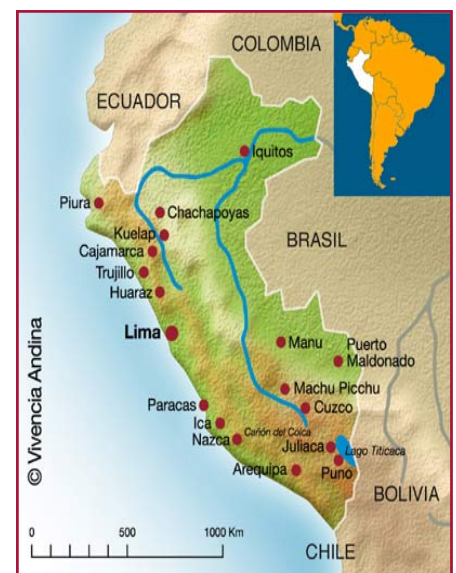 COLOMBIA
ECUADOR
Iquitos
Piura
Chachapoyas
Kuelap
BRASIL
Cajamarca
Trujillo
Huaraz
Lima
Manu
Puerto
Maldonado
Machu Picchu
Paracas
Cuzco
Ica
Cañón del Colca
Nazca
Juliaca
Lago Titicaca
Arequipa
Puno
BOLIVIA
CHILE
0 500 1000 Km
© Vivencia Andina